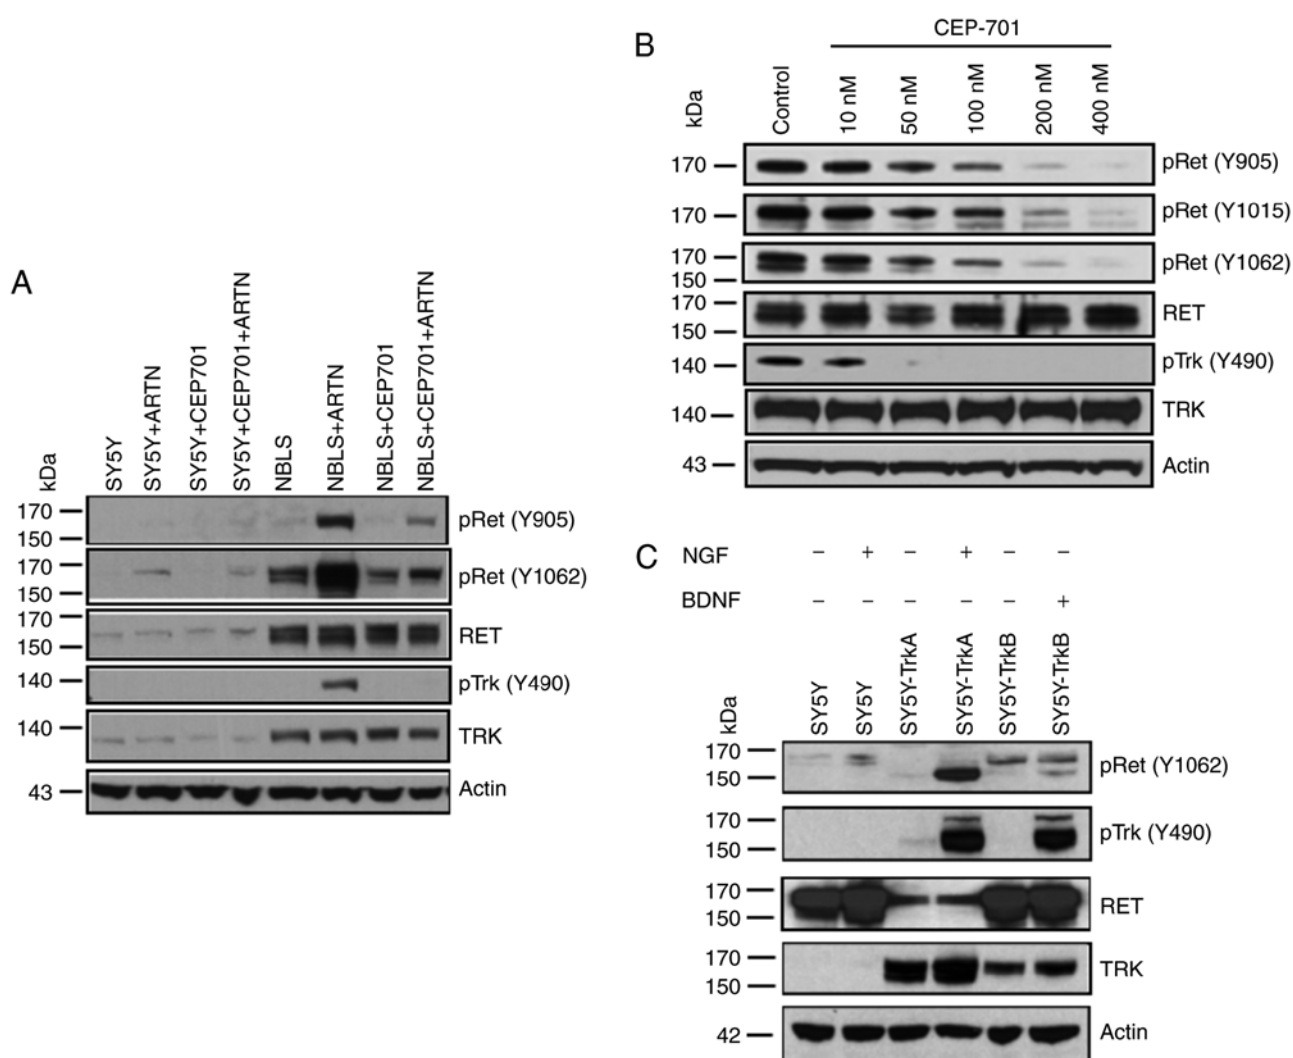 A
kDa
SY5Y
SY5Y+ARTN
SY5Y+CEP701
SY5Y+CEP701+ARTN
NBLS
NBLS+ARTN
NBLS+CEP701
NBLS+CEP701+ARTN
170
150
pRet (Y905)
170
150
pRet (Y1062)
170
150
RET
140
pTrk (Y490)
140
TRK
43
Actin
B
CEP-701
kDa
Control
10 nM
50 nM
100 nM
200 nM
400 nM
170
pRet (Y905)
170
pRet (Y1015)
170
150
pRet (Y1062)
170
150
RET
140
pTrk (Y490)
140
TRK
43
Actin
C
NGF – + – + – –
BDNF – – – – – +
kDa
SY5Y
SY5Y
SY5Y-TrkA
SY5Y-TrkA
SY5Y-TrkB
SY5Y-TrkB
170
150
pRet (Y1062)
170
150
pTrk (Y490)
170
150
RET
170
150
TRK
42
Actin